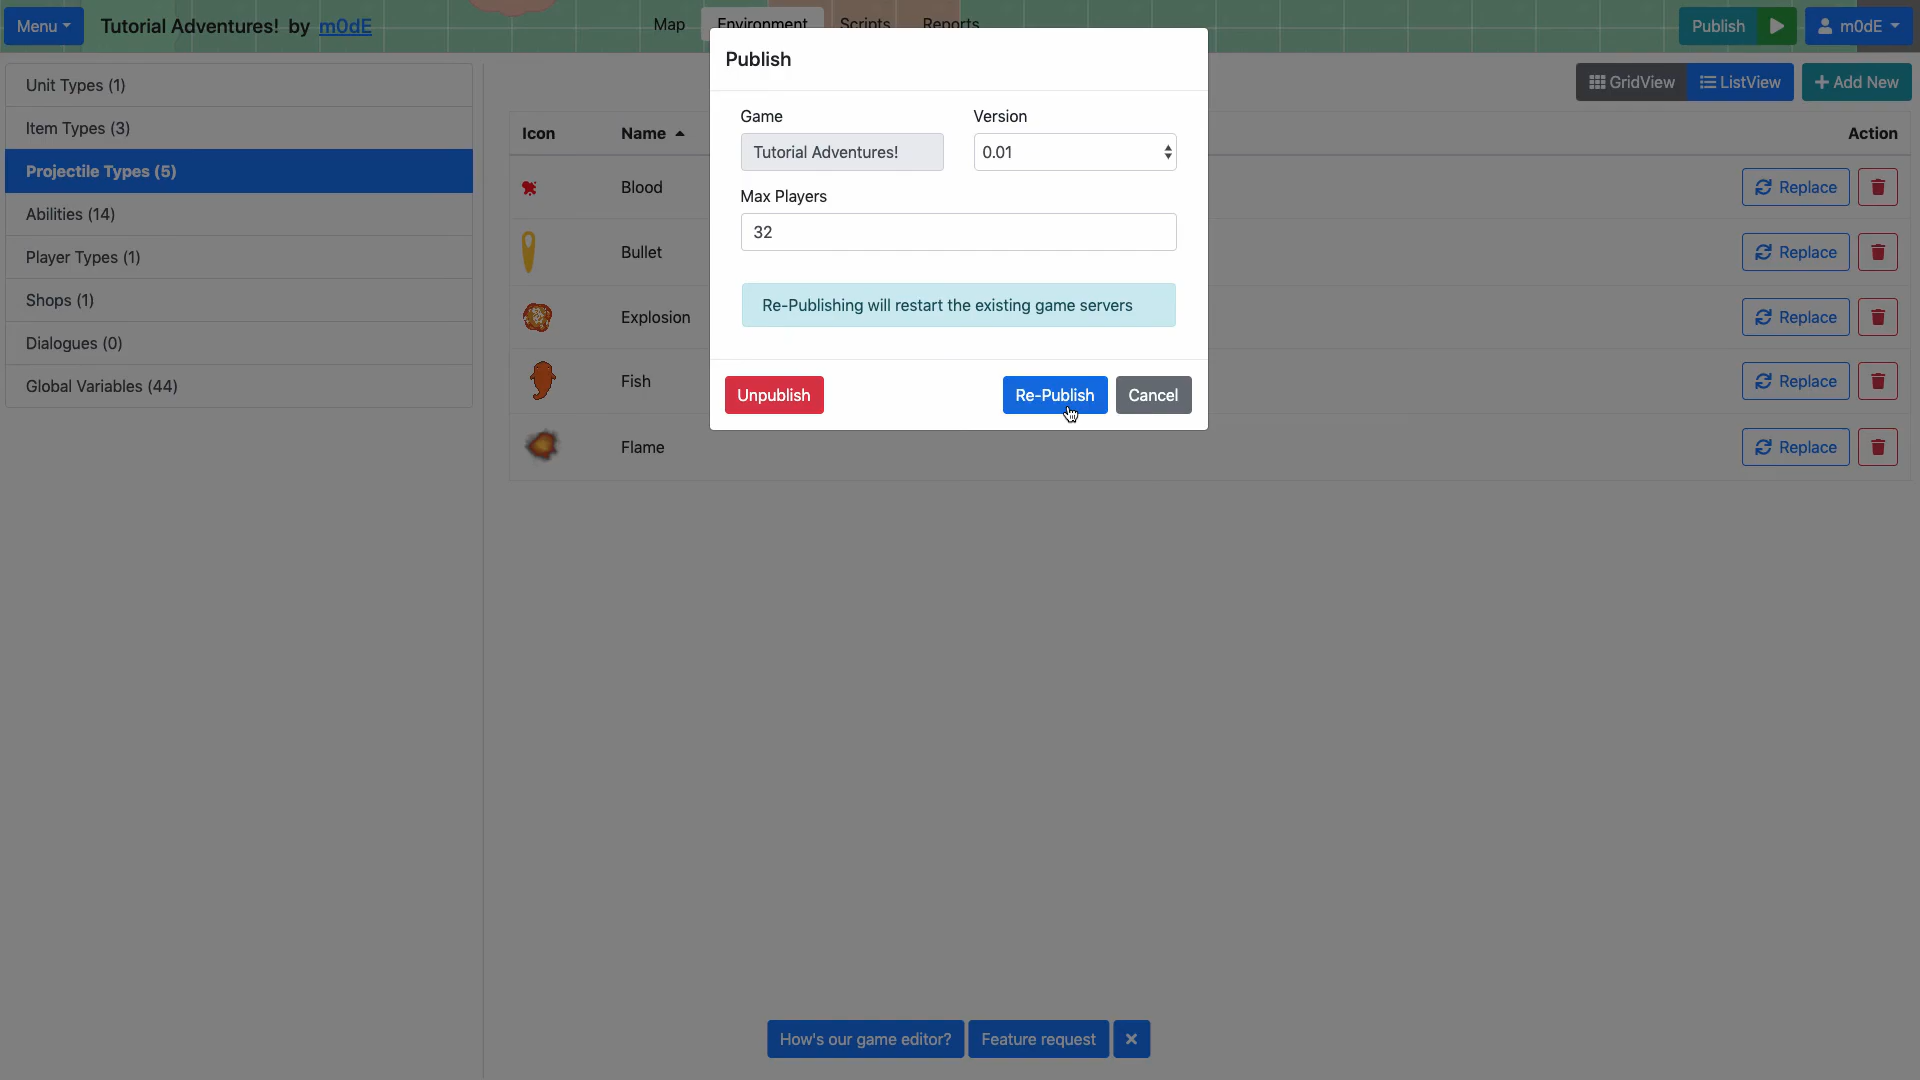 Menu
Tutorial Adventures! by m0dE
Map
Environment
Scripts
Reports
Publish
m0dE
Unit Types (1)
Item Types (3)
Projectile Types (5)
Abilities (14)
Player Types (1)
Shops (1)
Dialogues (0)
Global Variables (44)
GridView
ListView
Add New
Icon
Name
Action
Blood
Replace
Bullet
Replace
Explosion
Replace
Fish
Replace
Flame
Replace
Publish
Game
Version
Tutorial Adventures!
0.01
Max Players
32
Re-Publishing will restart the existing game servers
Unpublish
Re-Publish
Cancel
How's our game editor?
Feature request